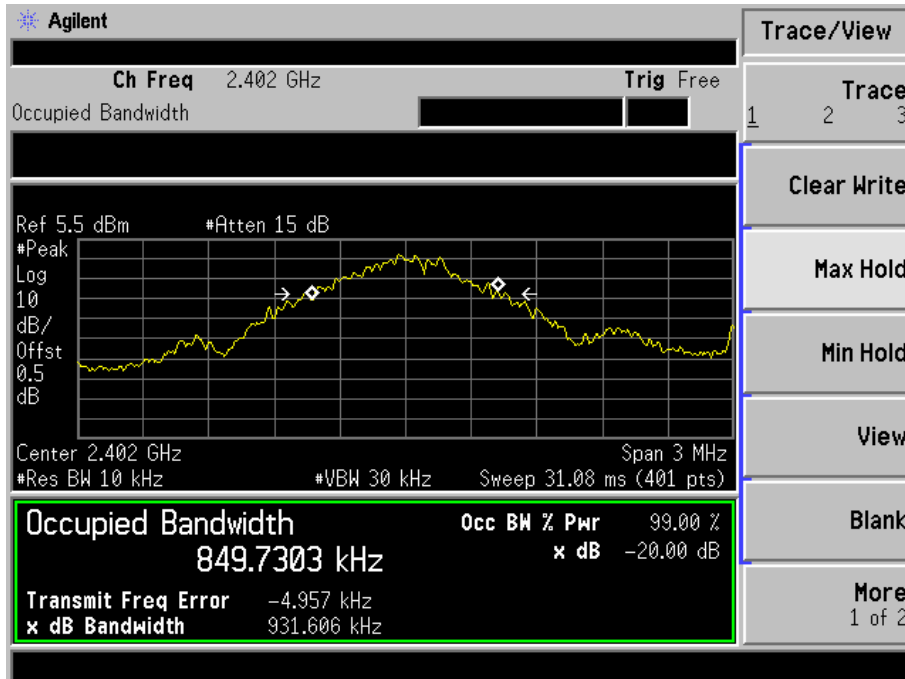 Agilent
Trace/View
Ch Freq 2.402 GHz Trig Free
Occupied Bandwidth
Trace
1 2 3
Clear Write
Max Hold
Min Hold
View
Blank
More
1 of 2
Ref 5.5 dBm #Atten 15 dB
#Peak
Log
10
dB/
Offst
0.5
dB
Center 2.402 GHz Span 3 MHz
#Res BW 10 kHz #VBW 30 kHz Sweep 31.08 ms (401 pts)
Occupied Bandwidth Occ BW % Pwr 99.00 %
849.7303 kHz x dB -20.00 dB
Transmit Freq Error -4.957 kHz
x dB Bandwidth 931.606 kHz